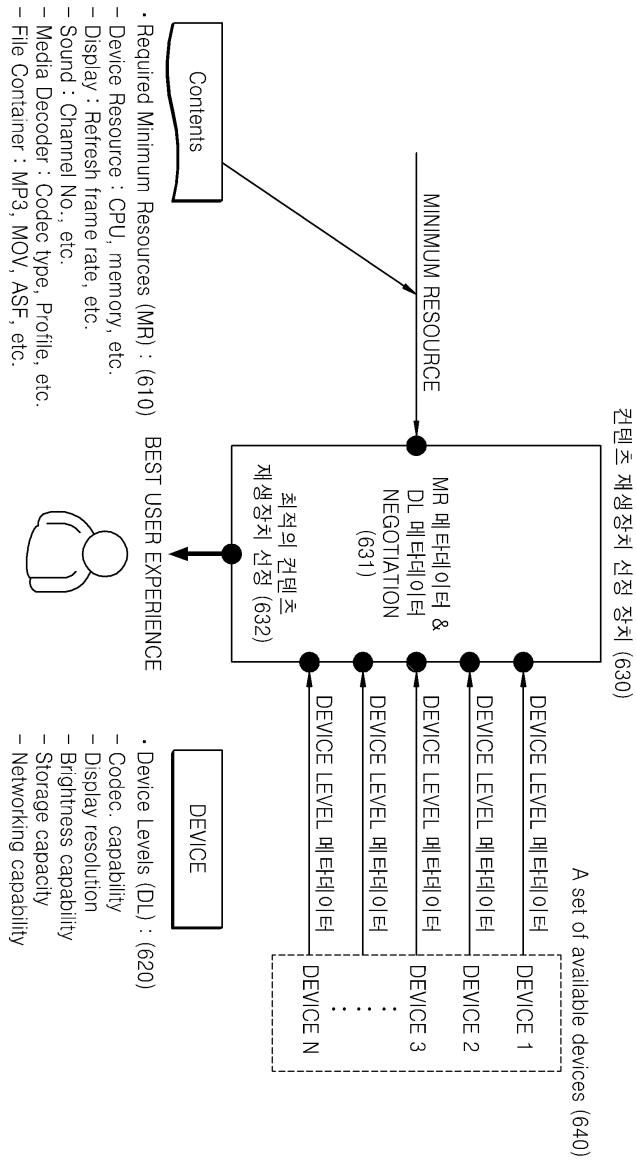 컨텐츠 재생장치 선정 장치 (630)
A set of available devices (640)
MINIMUM RESOURCE
MR 메타데이터 &
DL 메타데이터
NEGOTIATION
(631)
최적의 컨텐츠
재생장치 선정 (632)
DEVICE LEVEL 메타데이터
DEVICE LEVEL 메타데이터
DEVICE LEVEL 메타데이터
DEVICE LEVEL 메타데이터
DEVICE LEVEL 메타데이터
DEVICE 1
DEVICE 2
DEVICE 3
· · · · · ·
DEVICE N
BEST USER EXPERIENCE
Contents
· Required Minimum Resources (MR) : (610)
- Device Resource : CPU, memory, etc.
- Display : Refresh frame rate, etc.
- Sound : Channel No., etc.
- Media Decoder : Codec type, Profile, etc.
- File Container : MP3, MOV, ASF, etc.
DEVICE
· Device Levels (DL) : (620)
- Codec. capability
- Display resolution
- Brightness capability
- Storage capacity
- Networking capability